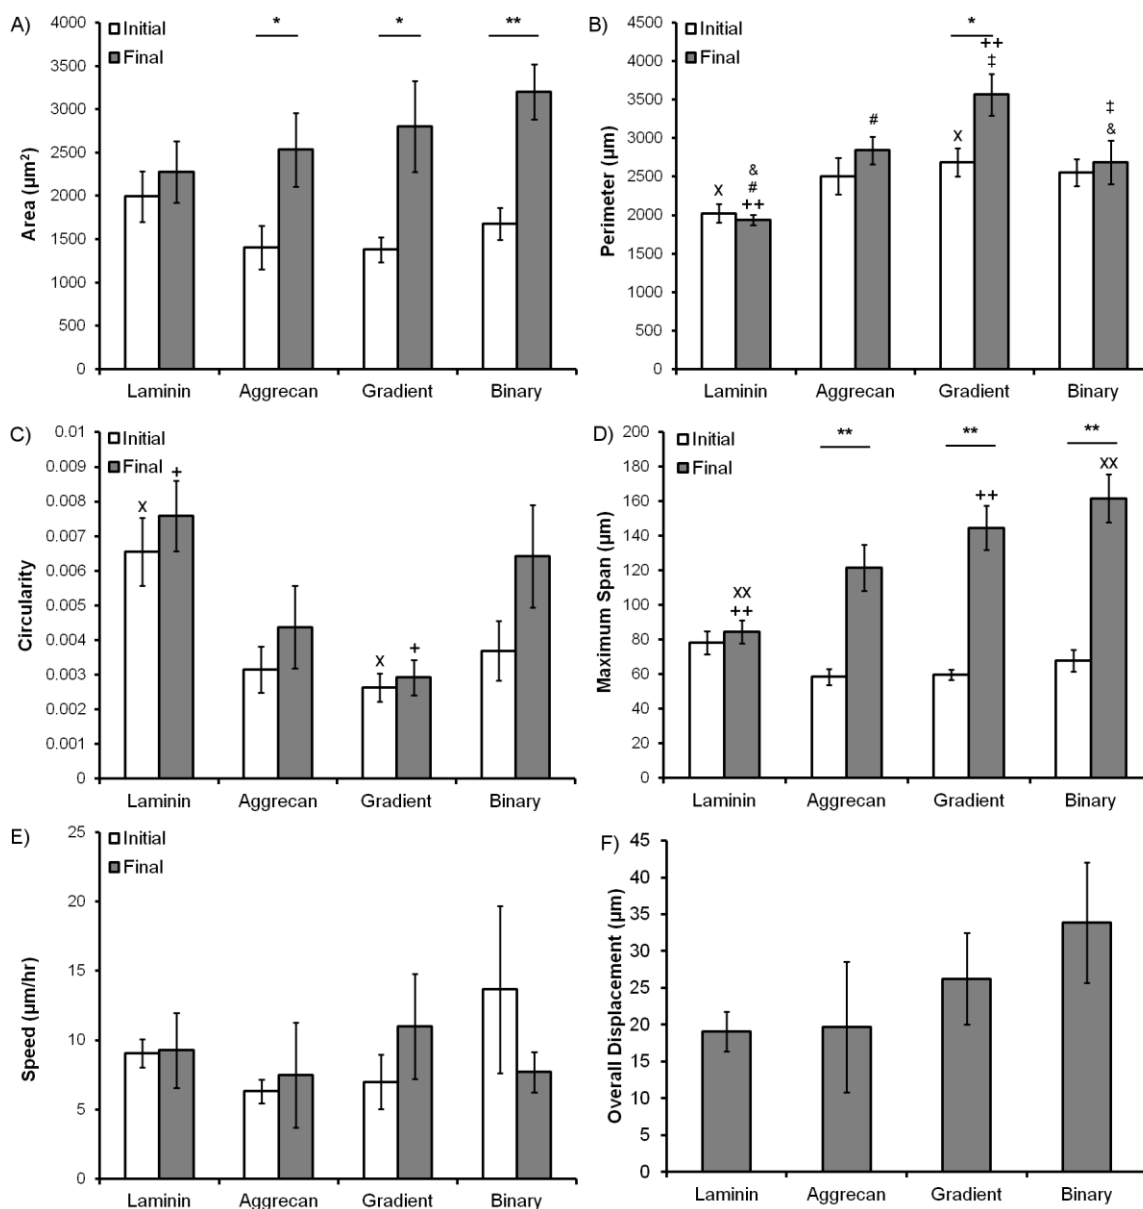 A)
4000
3500
3000
2500
2000
1500
1000
500
0
Area (µm²)
Initial
Final
*
*
**
Laminin
Aggrecan
Gradient
Binary
B)
4500
4000
3500
3000
2500
2000
1500
1000
500
0
Perimeter (µm)
Initial
Final
*
++
‡
‡
#
X
&
&
X
#
++
Laminin
Aggrecan
Gradient
Binary
C)
0.01
0.009
0.008
0.007
0.006
0.005
0.004
0.003
0.002
0.001
0
Circularity
Initial
Final
X
+
X
+
Laminin
Aggrecan
Gradient
Binary
D)
200
180
160
140
120
100
80
60
40
20
0
Maximum Span (µm)
Initial
Final
**
**
**
XX
++
XX
++
Laminin
Aggrecan
Gradient
Binary
E)
25
20
15
10
5
0
Speed (µm/hr)
Initial
Final
Laminin
Aggrecan
Gradient
Binary
F)
45
40
35
30
25
20
15
10
5
0
Overall Displacement (µm)
Laminin
Aggrecan
Gradient
Binary